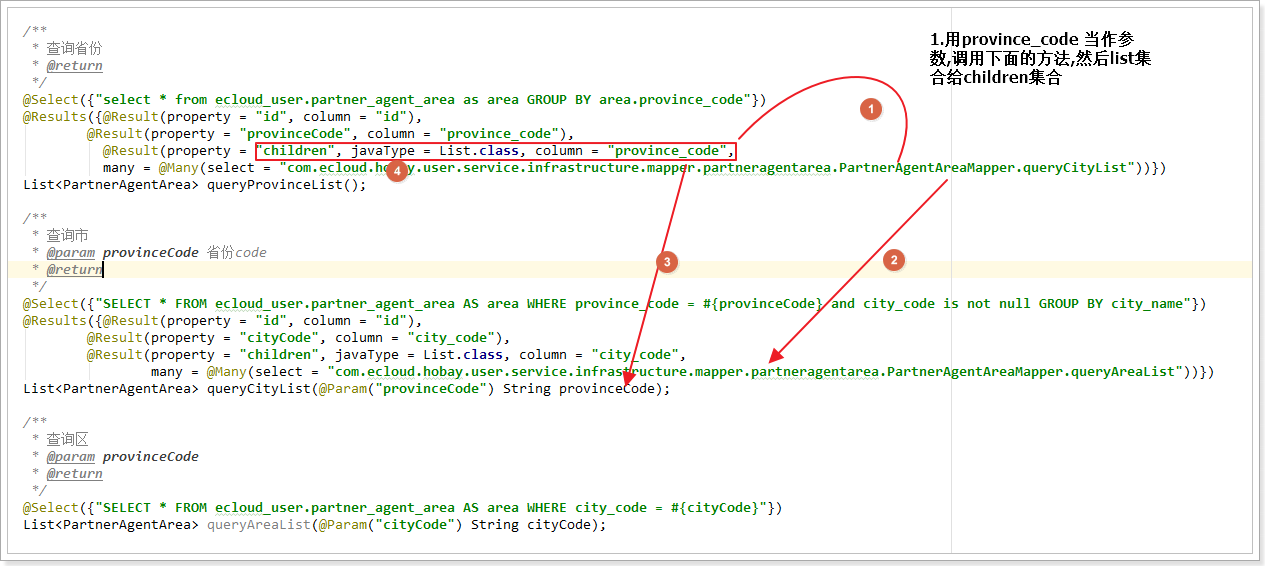 /**
 * 查询省份
 * @return
 */
@Select({"select * from ecloud_user.partner_agent_area as area GROUP BY area.province_code"})
@Results({@Result(property = "id", column = "id"),
@Result(property = "provinceCode", column = "province_code"),
@Result(property = "children", javaType = List.class, column = "province_code",
many = @Many(select = "com.ecloud.hobay.user.service.infrastructure.mapper.partneragentarea.PartnerAgentAreaMapper.queryCityList"))})
List<PartnerAgentArea> queryProvinceList();
1.用province_code 当作参
数,调用下面的方法,然后list集
合给children集合
1
4
3
2
/**
 * 查询市
 * @param provinceCode 省份code
 * @return
 */
@Select({"SELECT * FROM ecloud_user.partner_agent_area AS area WHERE province_code = #{provinceCode} and city_code is not null GROUP BY city_name"})
@Results({@Result(property = "id", column = "id"),
@Result(property = "cityCode", column = "city_code"),
@Result(property = "children", javaType = List.class, column = "city_code",
many = @Many(select = "com.ecloud.hobay.user.service.infrastructure.mapper.partneragentarea.PartnerAgentAreaMapper.queryAreaList"))})
List<PartnerAgentArea> queryCityList(@Param("provinceCode") String provinceCode);
/**
 * 查询区
 * @param provinceCode
 * @return
 */
@Select({"SELECT * FROM ecloud_user.partner_agent_area AS area WHERE city_code = #{cityCode}"})
List<PartnerAgentArea> queryAreaList(@Param("cityCode") String cityCode);